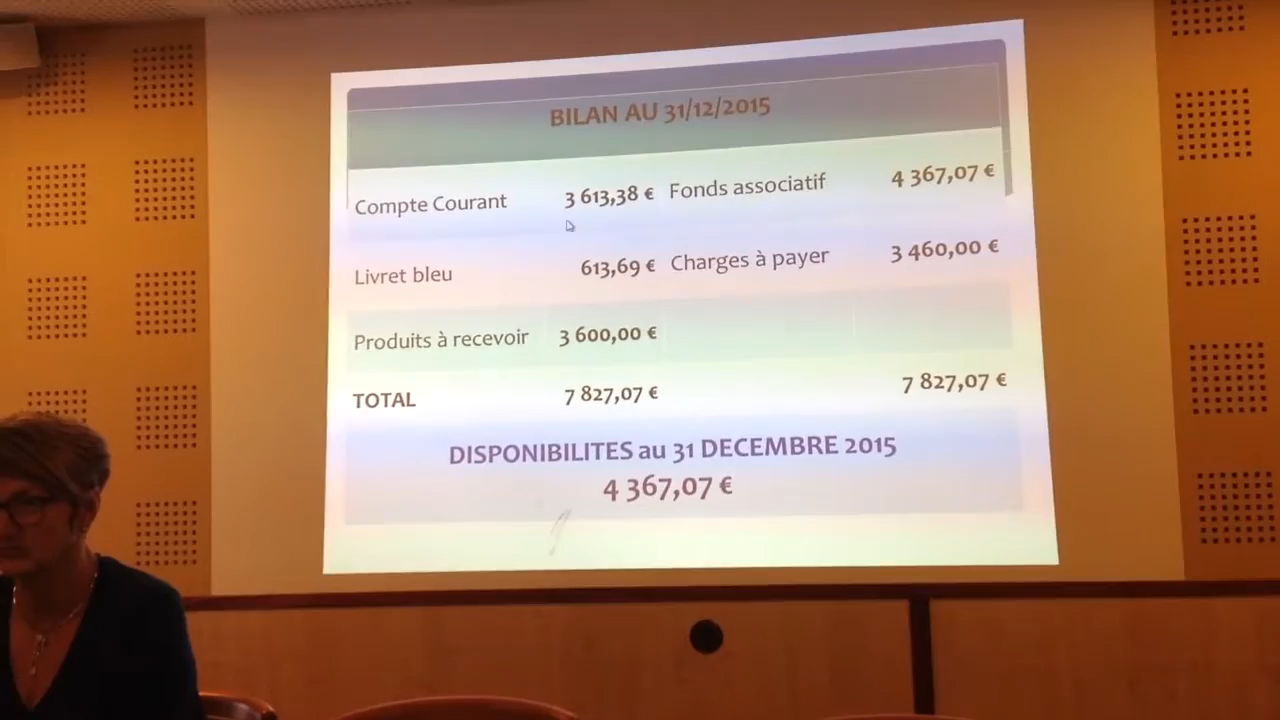 BILAN AU 31/12/2015
Compte Courant 3 613,38 € Fonds associatif 4 367,07 €
Livret bleu 613,69 € Charges à payer 3 460,00 €
Produits à recevoir 3 600,00 €
TOTAL 7 827,07 € 7 827,07 €
DISPONIBILITES au 31 DECEMBRE 2015
4 367,07 €